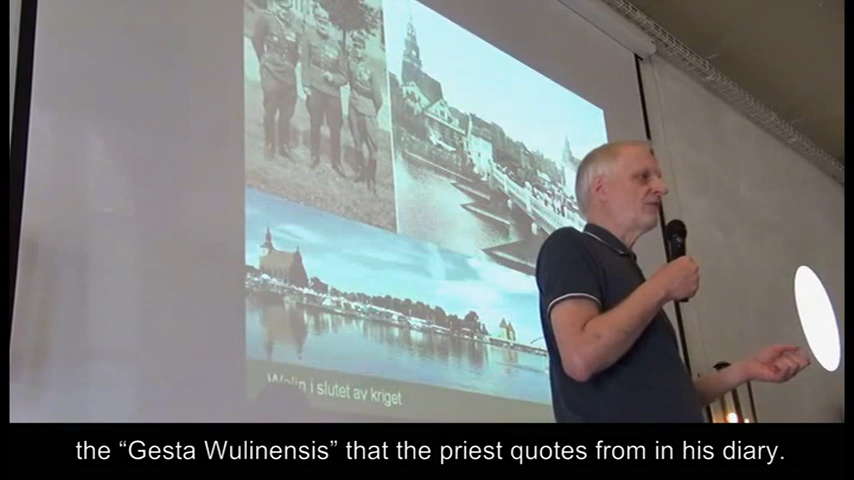 Wolin i slutet av kriget
the “Gesta Wulinensis” that the priest quotes from in his diary.